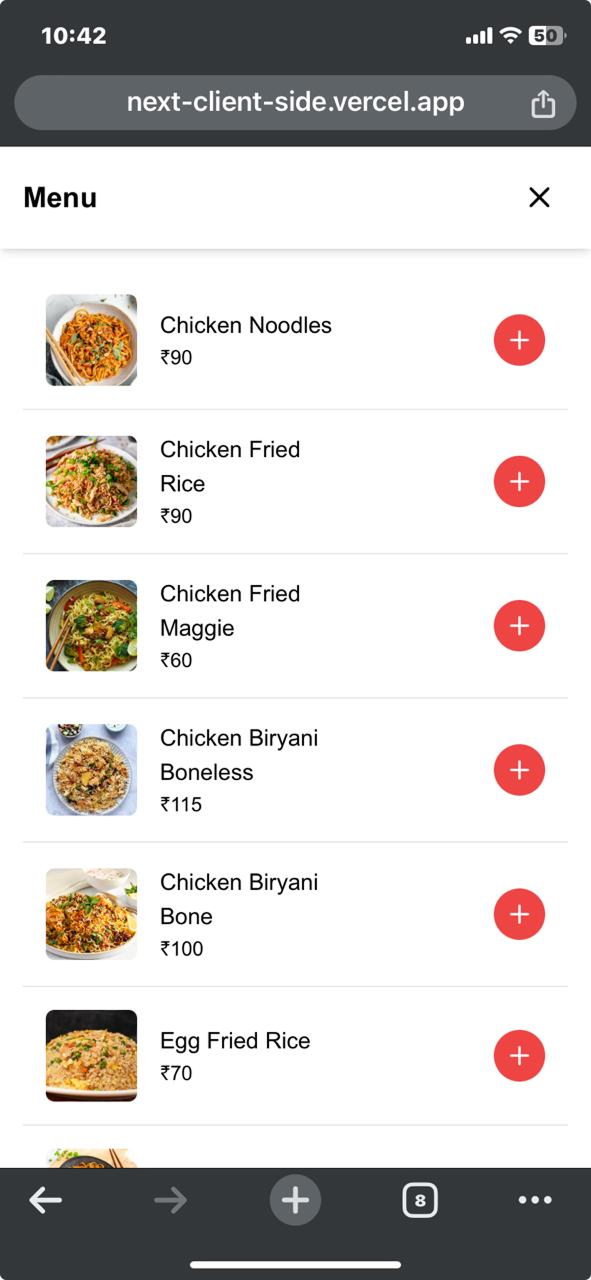 10:42
50
next-client-side.vercel.app
Menu
Chicken Noodles
₹90
Chicken Fried
Rice
₹90
Chicken Fried
Maggie
₹60
Chicken Biryani
Boneless
₹115
Chicken Biryani
Bone
₹100
Egg Fried Rice
₹70
8